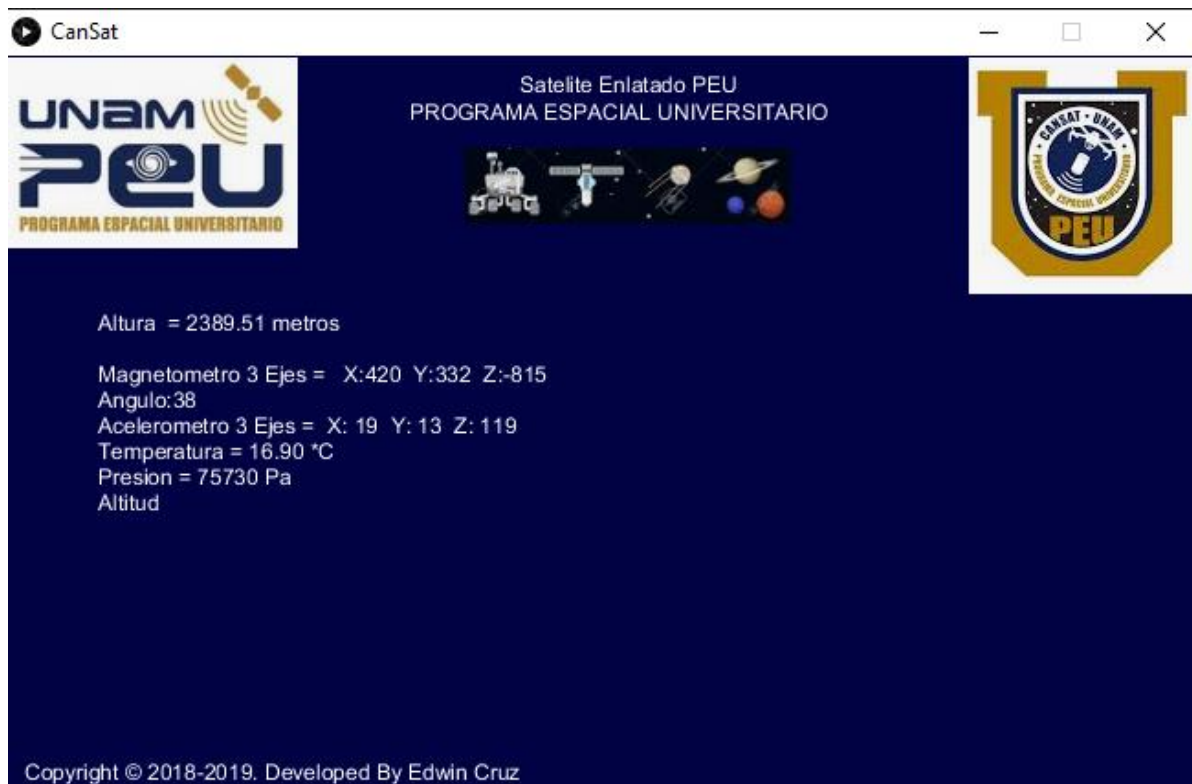 CanSat
UNAM
PEU
PROGRAMA ESPACIAL UNIVERSITARIO
Satelite Enlatado PEU
PROGRAMA ESPACIAL UNIVERSITARIO
CANSAT · UNAM
PROGRAMA ESPACIAL UNIVERSITARIO
PEU
Altura = 2389.51 metros
Magnetometro 3 Ejes = X:420 Y:332 Z:-815
Angulo:38
Acelerometro 3 Ejes = X: 19 Y: 13 Z: 119
Temperatura = 16.90 *C
Presion = 75730 Pa
Altitud
Copyright © 2018-2019. Developed By Edwin Cruz